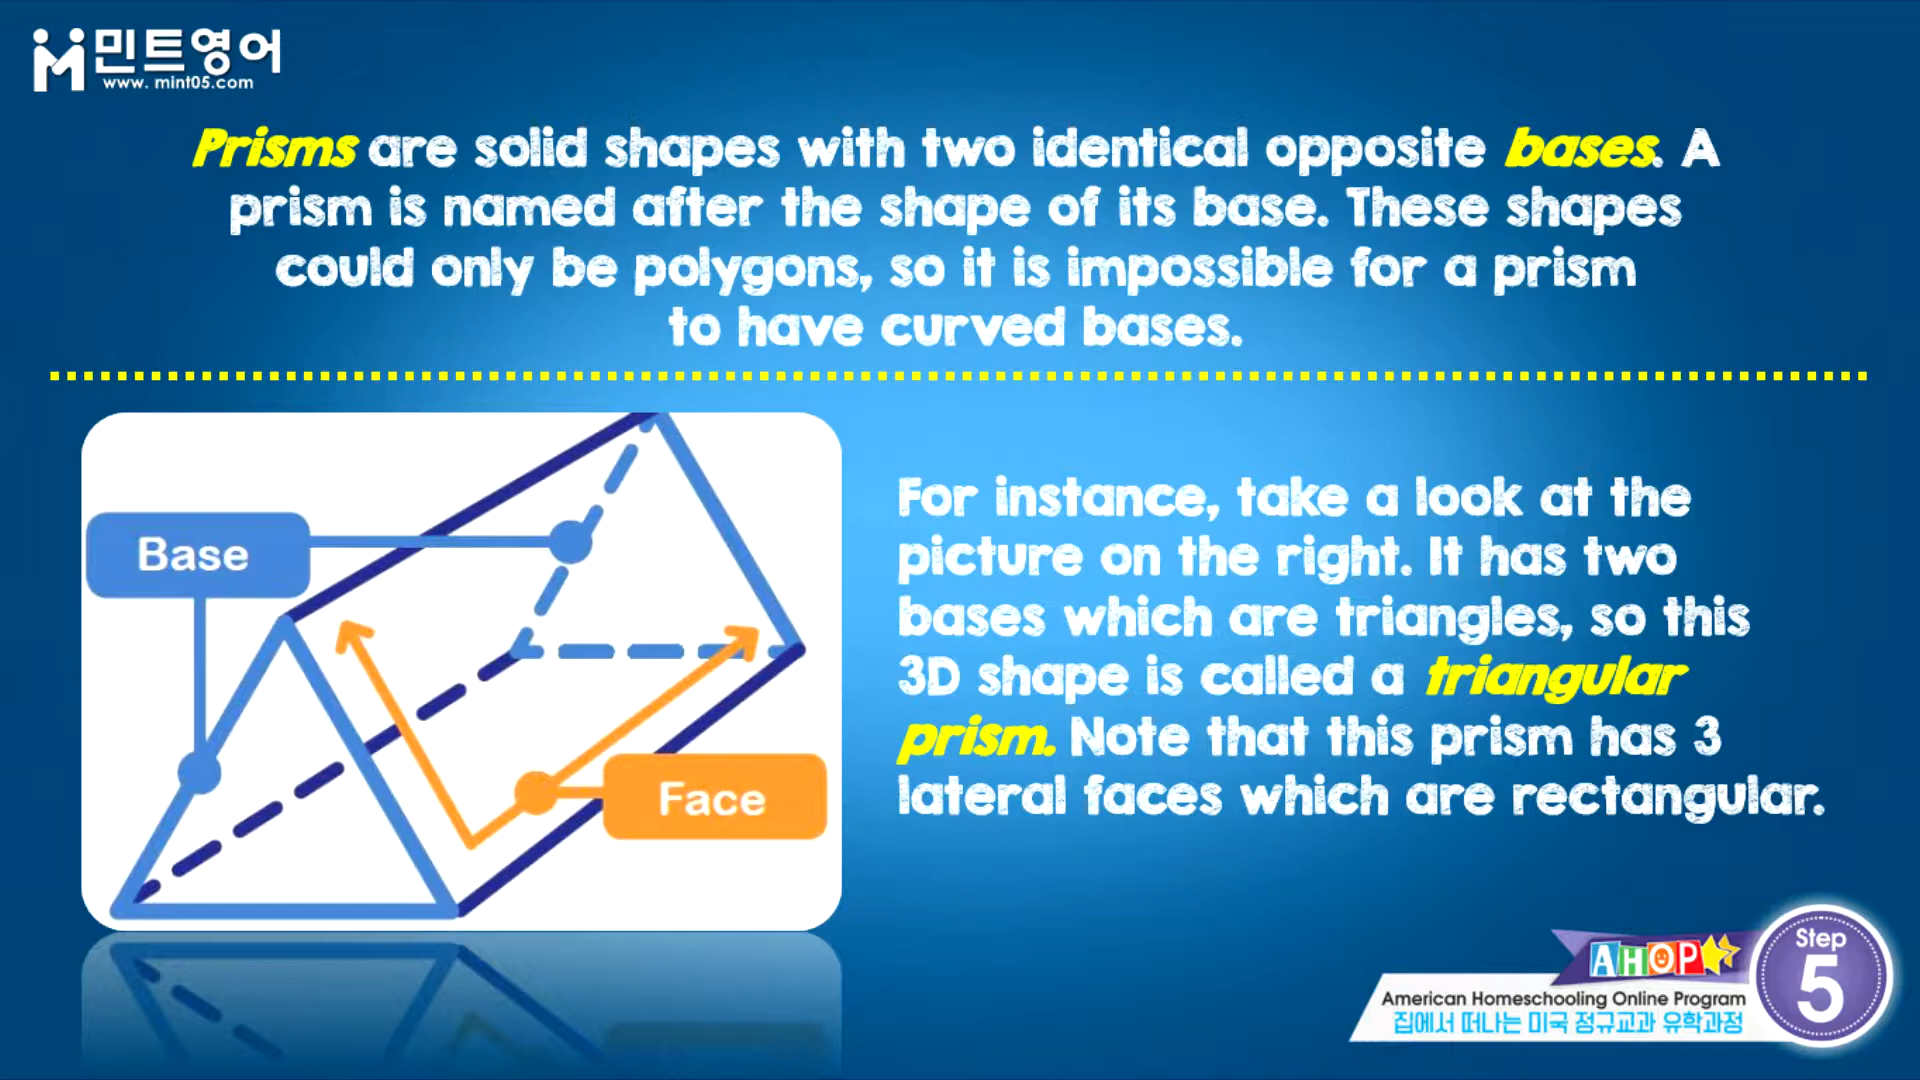 민트영어
www. mint05.com
Prisms are solid shapes with two identical opposite bases. A
prism is named after the shape of its base. These shapes
could only be polygons, so it is impossible for a prism
to have curved bases.
Base
Face
For instance, take a look at the
picture on the right. It has two
bases which are triangles, so this
3D shape is called a triangular
prism. Note that this prism has 3
lateral faces which are rectangular.
AHOP
Step
5
American Homeschooling Online Program
집에서 떠나는 미국 정규교과 유학과정